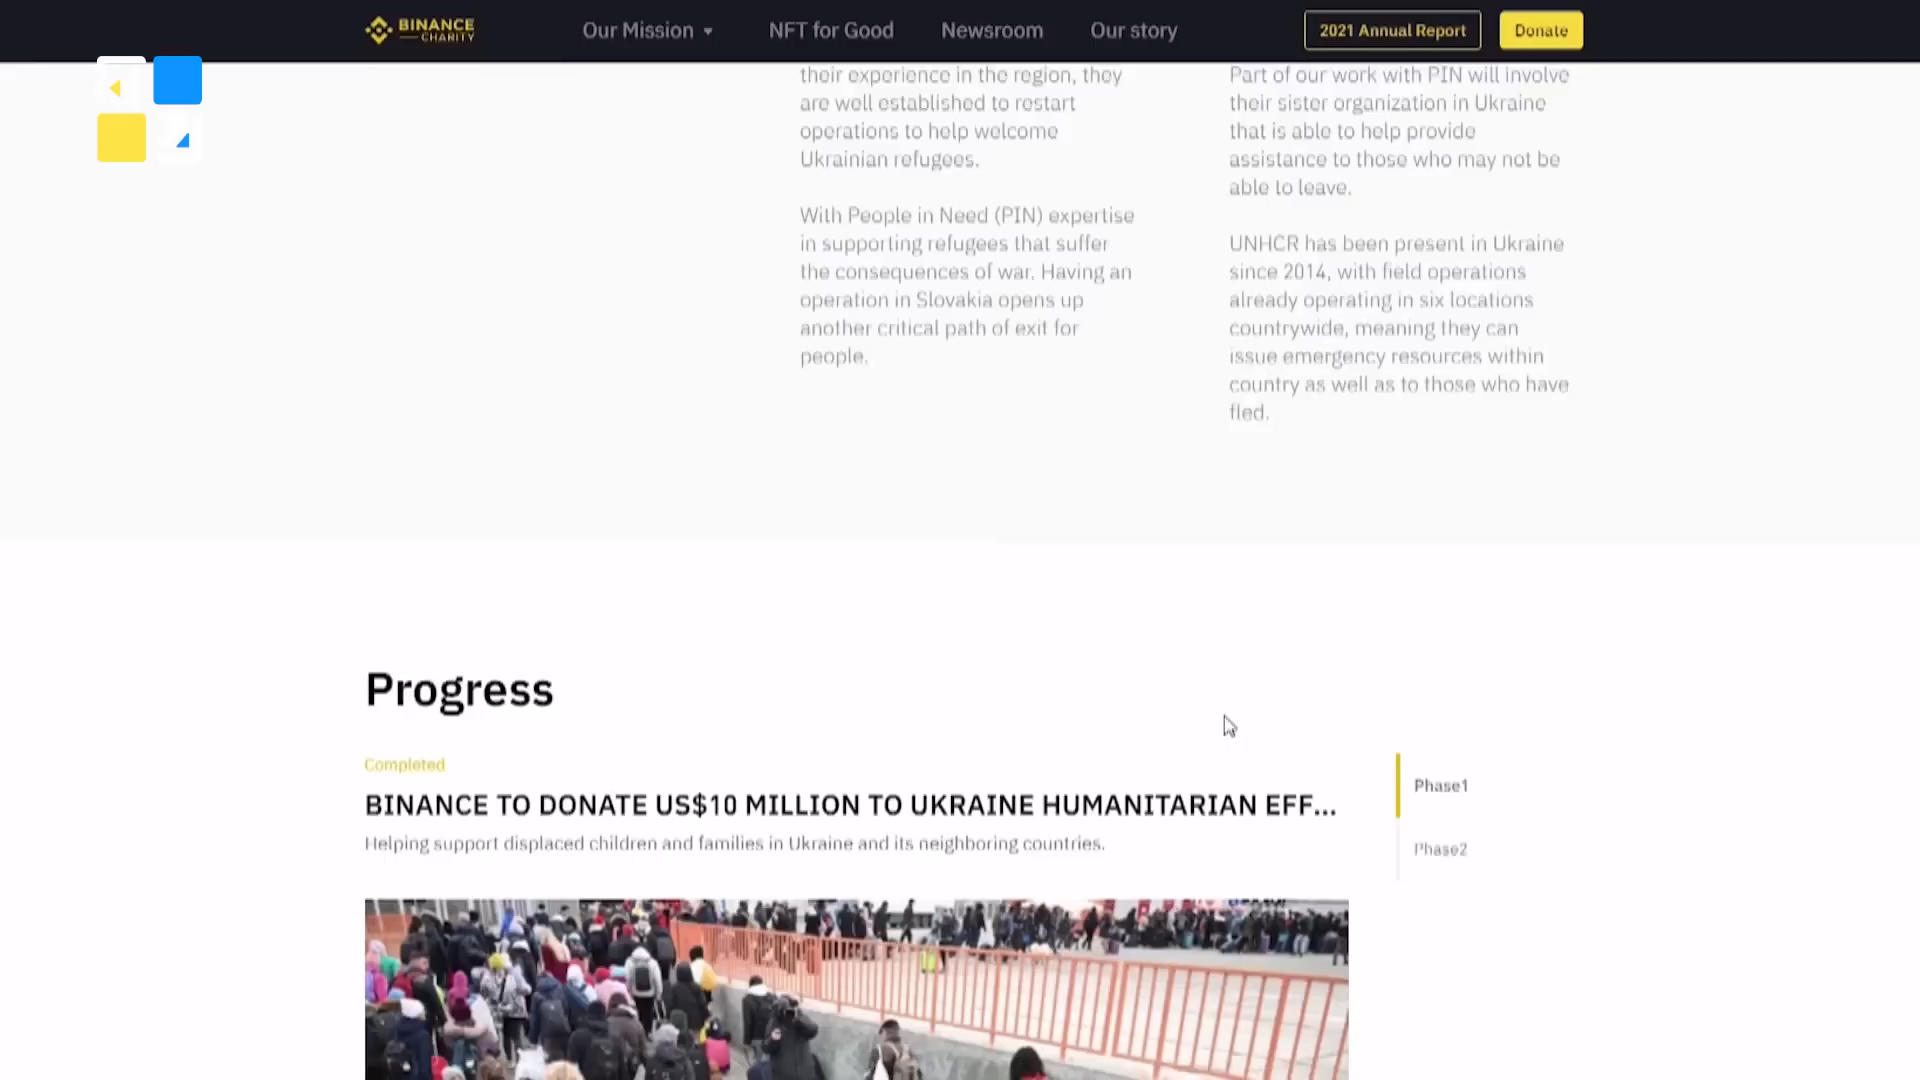 BINANCE
CHARITY
Our Mission
NFT for Good
Newsroom
Our story
2021 Annual Report
Donate
their experience in the region, they
are well established to restart
operations to help welcome
Ukrainian refugees.
With People in Need (PIN) expertise
in supporting refugees that suffer
the consequences of war. Having an
operation in Slovakia opens up
another critical path of exit for
people.
Part of our work with PIN will involve
their sister organization in Ukraine
that is able to help provide
assistance to those who may not be
able to leave.
UNHCR has been present in Ukraine
since 2014, with field operations
already operating in six locations
countrywide, meaning they can
issue emergency resources within
country as well as to those who have
fled.
Progress
Completed
BINANCE TO DONATE US$10 MILLION TO UKRAINE HUMANITARIAN EFF...
Helping support displaced children and families in Ukraine and its neighboring countries.
Phase1
Phase2